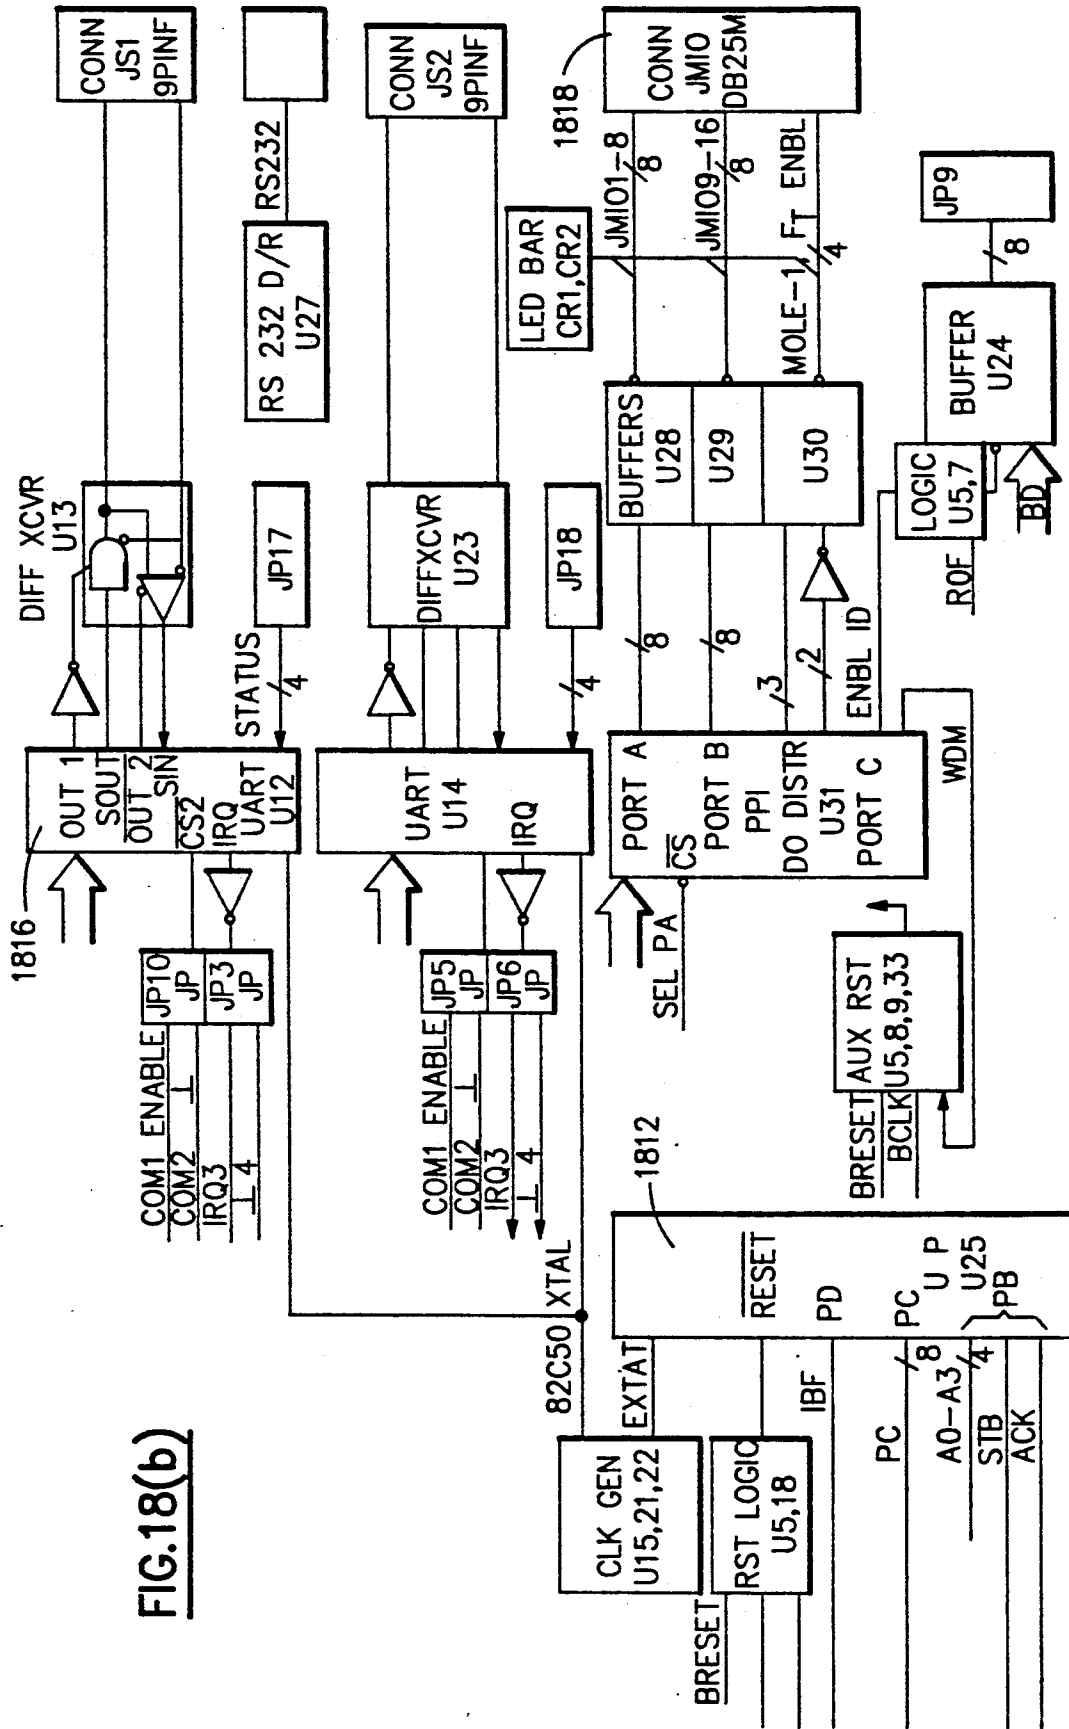 FIG.18(b)
1816
OUT 1
SOUT
OUT 2
SIN
CS2
IRQ
UART
U12
DIFF XCVR
U13
CONN
JS1
9PINF
STATUS
4
JP17
RS 232 D/R
U27
RS232
JP10
JP
JP3
JP
COM1 ENABLE
COM2
IRQ3
4
UART
U14
IRQ
DIFFXCVR
U23
CONN
JS2
9PINF
4
JP18
JP5
JP
JP6
JP
COM1 ENABLE
COM2
IRQ3
4
82C50 XTAL
CLK GEN
U15,21,22
EXTAT
BRESET
RST LOGIC
U5,18
1812
RESET
IBF
PD
PC
8
PC
U P
U25
A0-A3
4
PB
STB
ACK
SEL PA
PORT A
CS
PORT B
PPI
DO DISTR
U31
PORT C
8
8
3
2
ENBL ID
WDM
BUFFERS
U28
U29
U30
LED BAR
CR1,CR2
JMIO1-8
8
JMIO9-16
8
MOLE-1, FT ENBL
4
1818
CONN
JMIO
DB25M
BRESET
BCLK
AUX RST
U5,8,9,33
ROF
LOGIC
U5,7
BD
BUFFER
U24
8
JP9